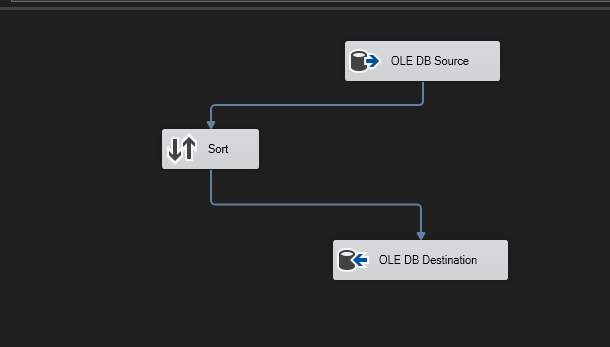 OLE DB Source
Sort
OLE DB Destination